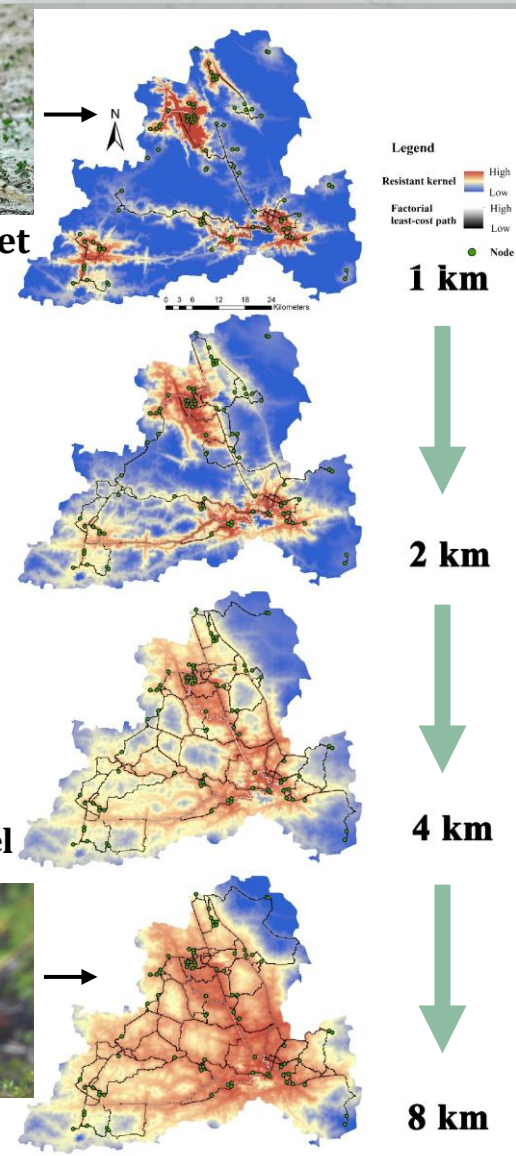 N
Legend
Resistant kernel
High
Low
Factorial
least-cost path
High
Low
Node
et
1 km
0 3 6 12 18 24
Kilometers
2 km
4 km
el
8 km